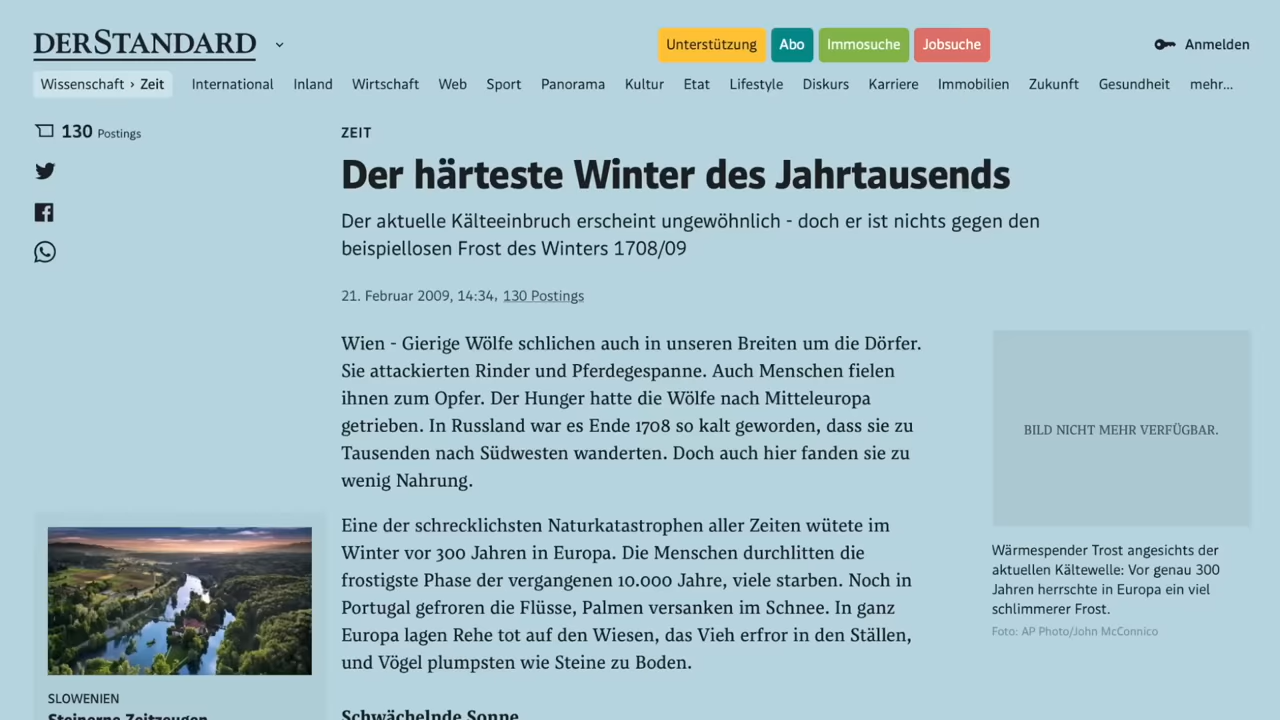 DERSTANDARD
Unterstützung Abo Immosuche Jobsuche
Anmelden
Wissenschaft › Zeit International Inland Wirtschaft Web Sport Panorama Kultur Etat Lifestyle Diskurs Karriere Immobilien Zukunft Gesundheit mehr...
130 Postings
ZEIT
Der härteste Winter des Jahrtausends
Der aktuelle Kälteeinbruch erscheint ungewöhnlich - doch er ist nichts gegen den
beispiellosen Frost des Winters 1708/09
21. Februar 2009, 14:34, 130 Postings
Wien - Gierige Wölfe schlichen auch in unseren Breiten um die Dörfer.
Sie attackierten Rinder und Pferdegespanne. Auch Menschen fielen
ihnen zum Opfer. Der Hunger hatte die Wölfe nach Mitteleuropa
getrieben. In Russland war es Ende 1708 so kalt geworden, dass sie zu
Tausenden nach Südwesten wanderten. Doch auch hier fanden sie zu
wenig Nahrung.
Eine der schrecklichsten Naturkatastrophen aller Zeiten wütete im
Winter vor 300 Jahren in Europa. Die Menschen durchlitten die
frostigste Phase der vergangenen 10.000 Jahre, viele starben. Noch in
Portugal gefroren die Flüsse, Palmen versanken im Schnee. In ganz
Europa lagen Rehe tot auf den Wiesen, das Vieh erfror in den Ställen,
und Vögel plumpsten wie Steine zu Boden.
Schwächelnde Sonne
BILD NICHT MEHR VERFÜGBAR.
Wärmespender Trost angesichts der
aktuellen Kältewelle: Vor genau 300
Jahren herrschte in Europa ein viel
schlimmerer Frost.
Foto: AP Photo/John McConnico
SLOWENIEN
Steinerne Zeitzeugen